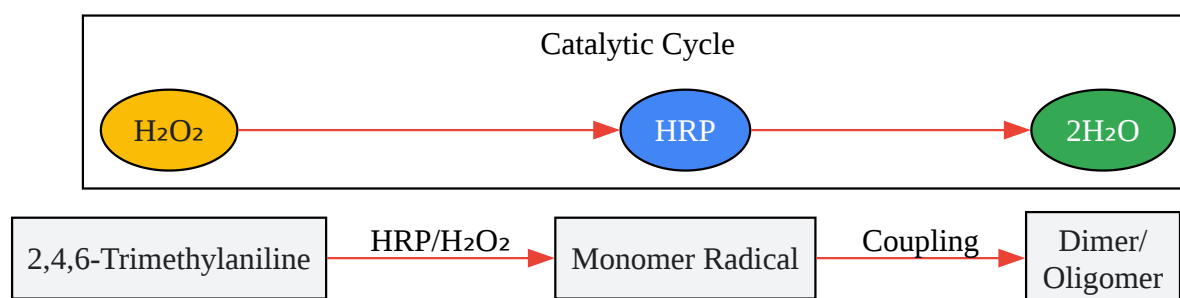 Catalytic Cycle
H₂O₂
HRP
2H₂O
2,4,6-Trimethylaniline
HRP/H₂O₂
Monomer Radical
Coupling
Dimer/
Oligomer